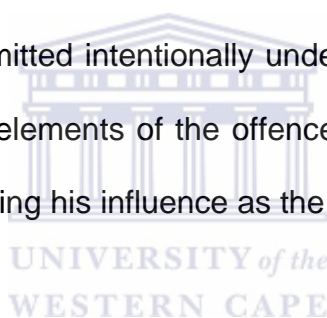 mitted intentionally unde
elements of the offence
ing his influence as the
UNIVERSITY of the
WESTERN CAPE